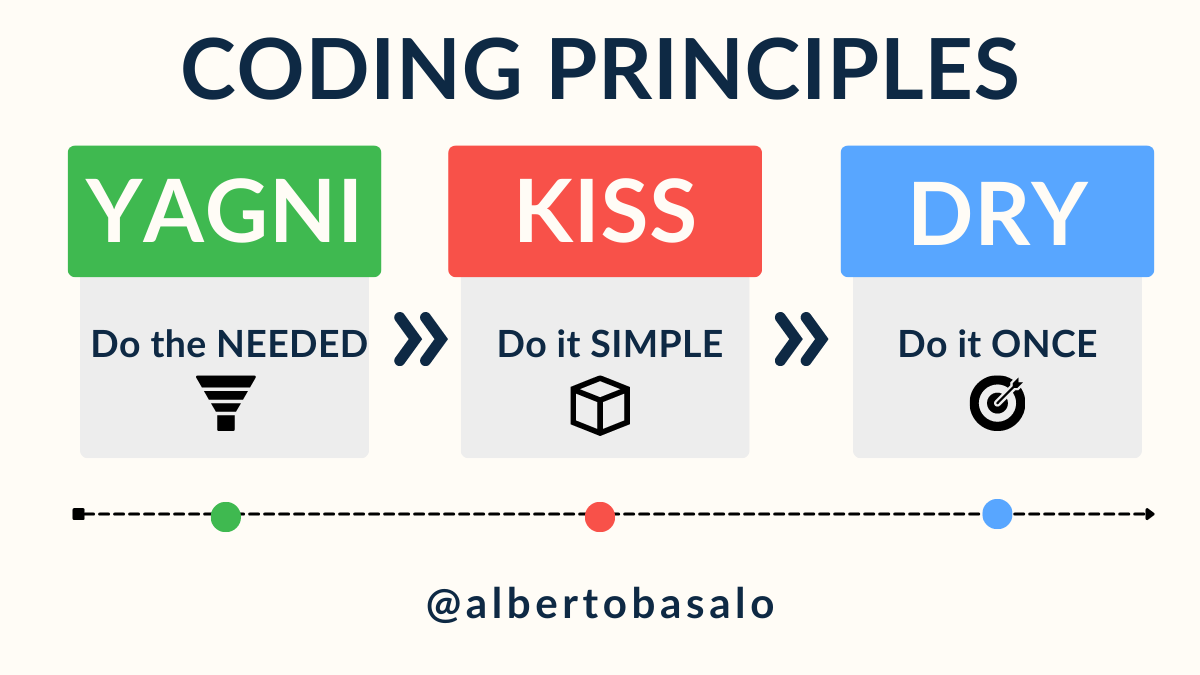 CODING PRINCIPLES
YAGNI
Do the NEEDED
KISS
Do it SIMPLE
DRY
Do it ONCE
@albertobasalo